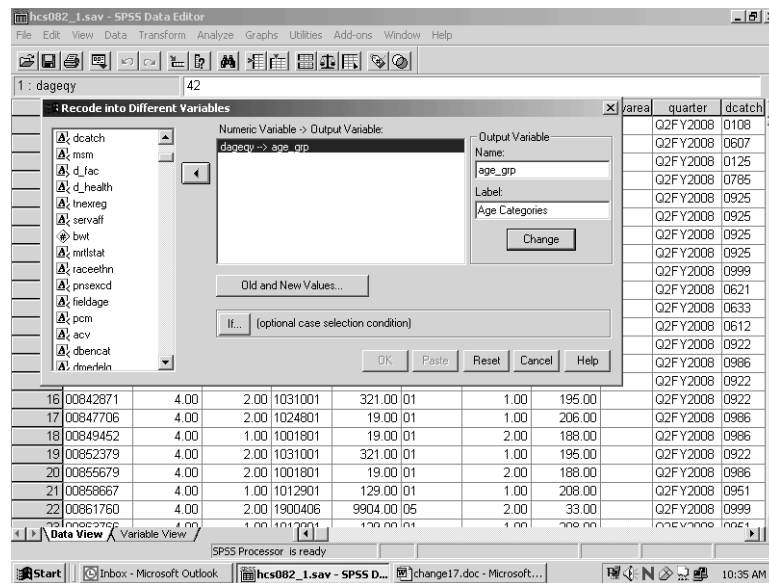 hcs082_1.sav - SPSS Data Editor
File Edit View Data Transform Analyze Graphs Utilities Add-ons Window Help
1 : dageqy 42
Recode into Different Variables
varea quarter dcatch
dcatch
msm
d_fac
d_health
tnexreg
servaff
bwt
mrtlstat
raceethn
pnsexcd
fieldage
pcm
acv
dbencat
dmedelg
Numeric Variable -> Output Variable:
dageqy --> age_grp
Output Variable
Name:
age_grp
Label:
Age Categories
Change
Old and New Values...
If... (optional case selection condition)
OK Paste Reset Cancel Help
Q2FY2008 0108
Q2FY2008 0607
Q2FY2008 0125
Q2FY2008 0785
Q2FY2008 0925
Q2FY2008 0925
Q2FY2008 0925
Q2FY2008 0925
Q2FY2008 0999
Q2FY2008 0621
Q2FY2008 0633
Q2FY2008 0612
Q2FY2008 0922
Q2FY2008 0986
Q2FY2008 0922
16 00842871 4.00 2.00 1031001 321.00 01 1.00 195.00 Q2FY2008 0922
17 00847706 4.00 2.00 1024801 19.00 01 1.00 206.00 Q2FY2008 0986
18 00849452 4.00 1.00 1001801 19.00 01 2.00 188.00 Q2FY2008 0986
19 00852379 4.00 2.00 1031001 321.00 01 1.00 195.00 Q2FY2008 0922
20 00855679 4.00 2.00 1001801 19.00 01 2.00 188.00 Q2FY2008 0986
21 00858667 4.00 1.00 1012901 129.00 01 1.00 208.00 Q2FY2008 0951
22 00861760 4.00 2.00 1900406 9904.00 05 2.00 33.00 Q2FY2008 0999
Data View Variable View
SPSS Processor is ready
Start Inbox - Microsoft Outlook hcs082_1.sav - SPSS D... change17.doc - Microsoft... 10:35 AM